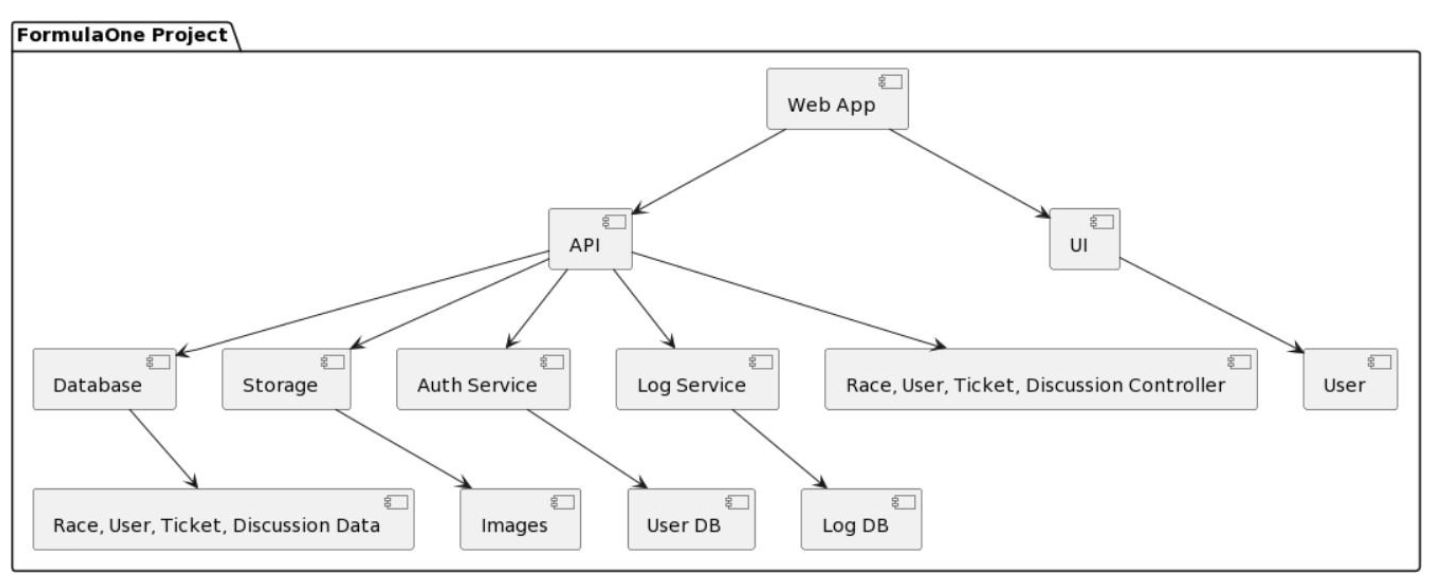 FormulaOne Project
Web App
API
UI
Database
Storage
Auth Service
Log Service
Race, User, Ticket, Discussion Controller
User
Race, User, Ticket, Discussion Data
Images
User DB
Log DB